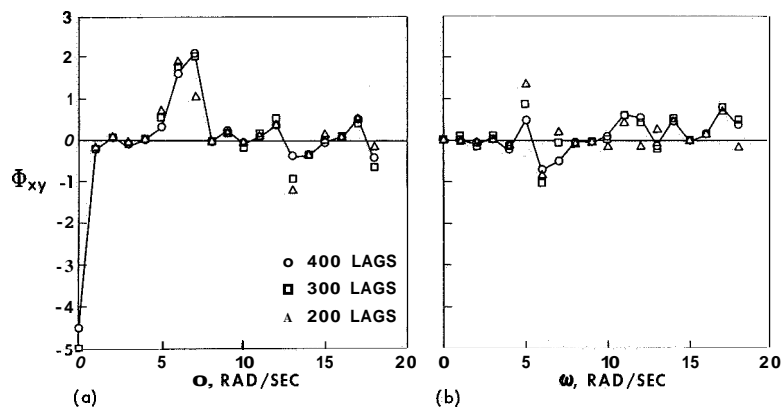 3
2
1
0
-1
-2
-3
-4
-5
Φxy
400 LAGS
300 LAGS
200 LAGS
0 5 10 15 20
0 5 10 15 20
o, RAD/SEC
ω, RAD/SEC
(a)
(b)